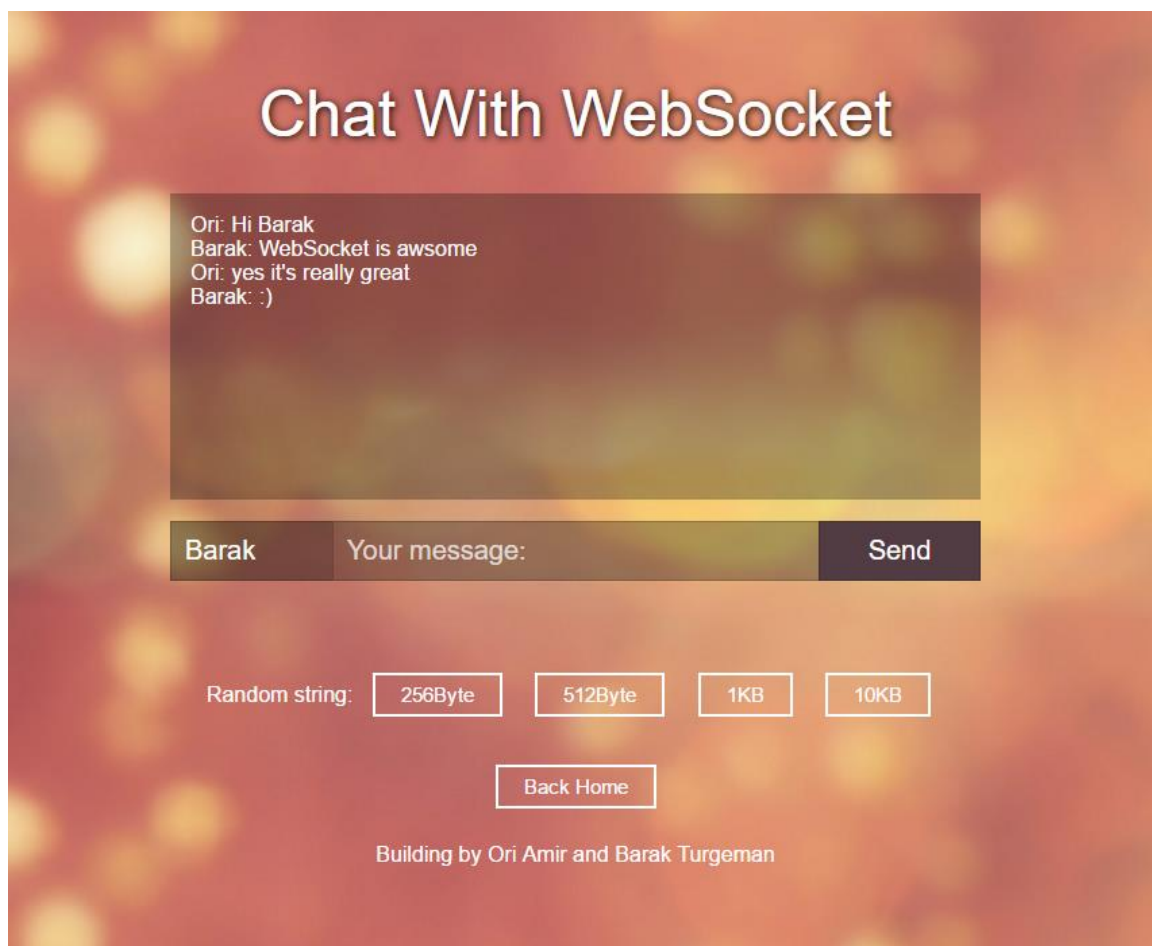 Chat With WebSocket
Ori: Hi Barak
Barak: WebSocket is awsome
Ori: yes it's really great
Barak: :)
Barak Your message: Send
Random string: 256Byte 512Byte 1KB 10KB
Back Home
Building by Ori Amir and Barak Turgeman